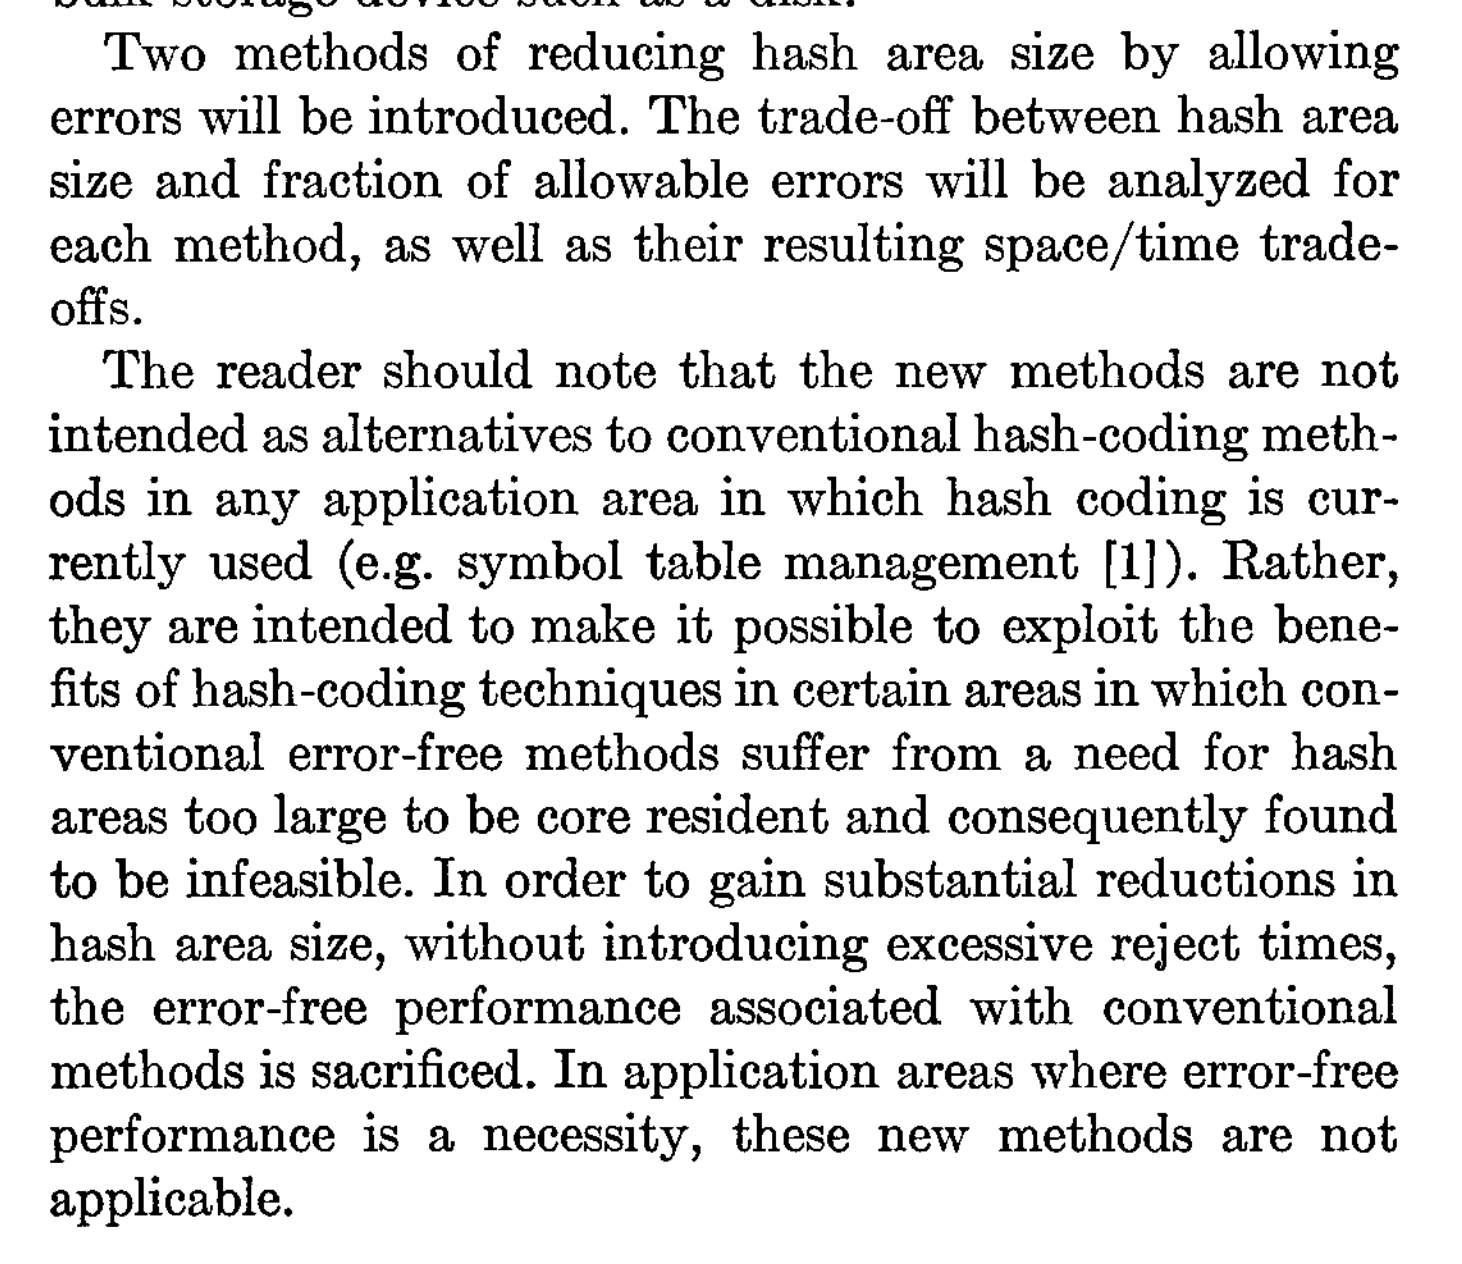 bulk storage device such as a disk.
Two methods of reducing hash area size by allowing
errors will be introduced. The trade-off between hash area
size and fraction of allowable errors will be analyzed for
each method, as well as their resulting space/time trade-
offs.
The reader should note that the new methods are not
intended as alternatives to conventional hash-coding meth-
ods in any application area in which hash coding is cur-
rently used (e.g. symbol table management [1]). Rather,
they are intended to make it possible to exploit the bene-
fits of hash-coding techniques in certain areas in which con-
ventional error-free methods suffer from a need for hash
areas too large to be core resident and consequently found
to be infeasible. In order to gain substantial reductions in
hash area size, without introducing excessive reject times,
the error-free performance associated with conventional
methods is sacrificed. In application areas where error-free
performance is a necessity, these new methods are not
applicable.